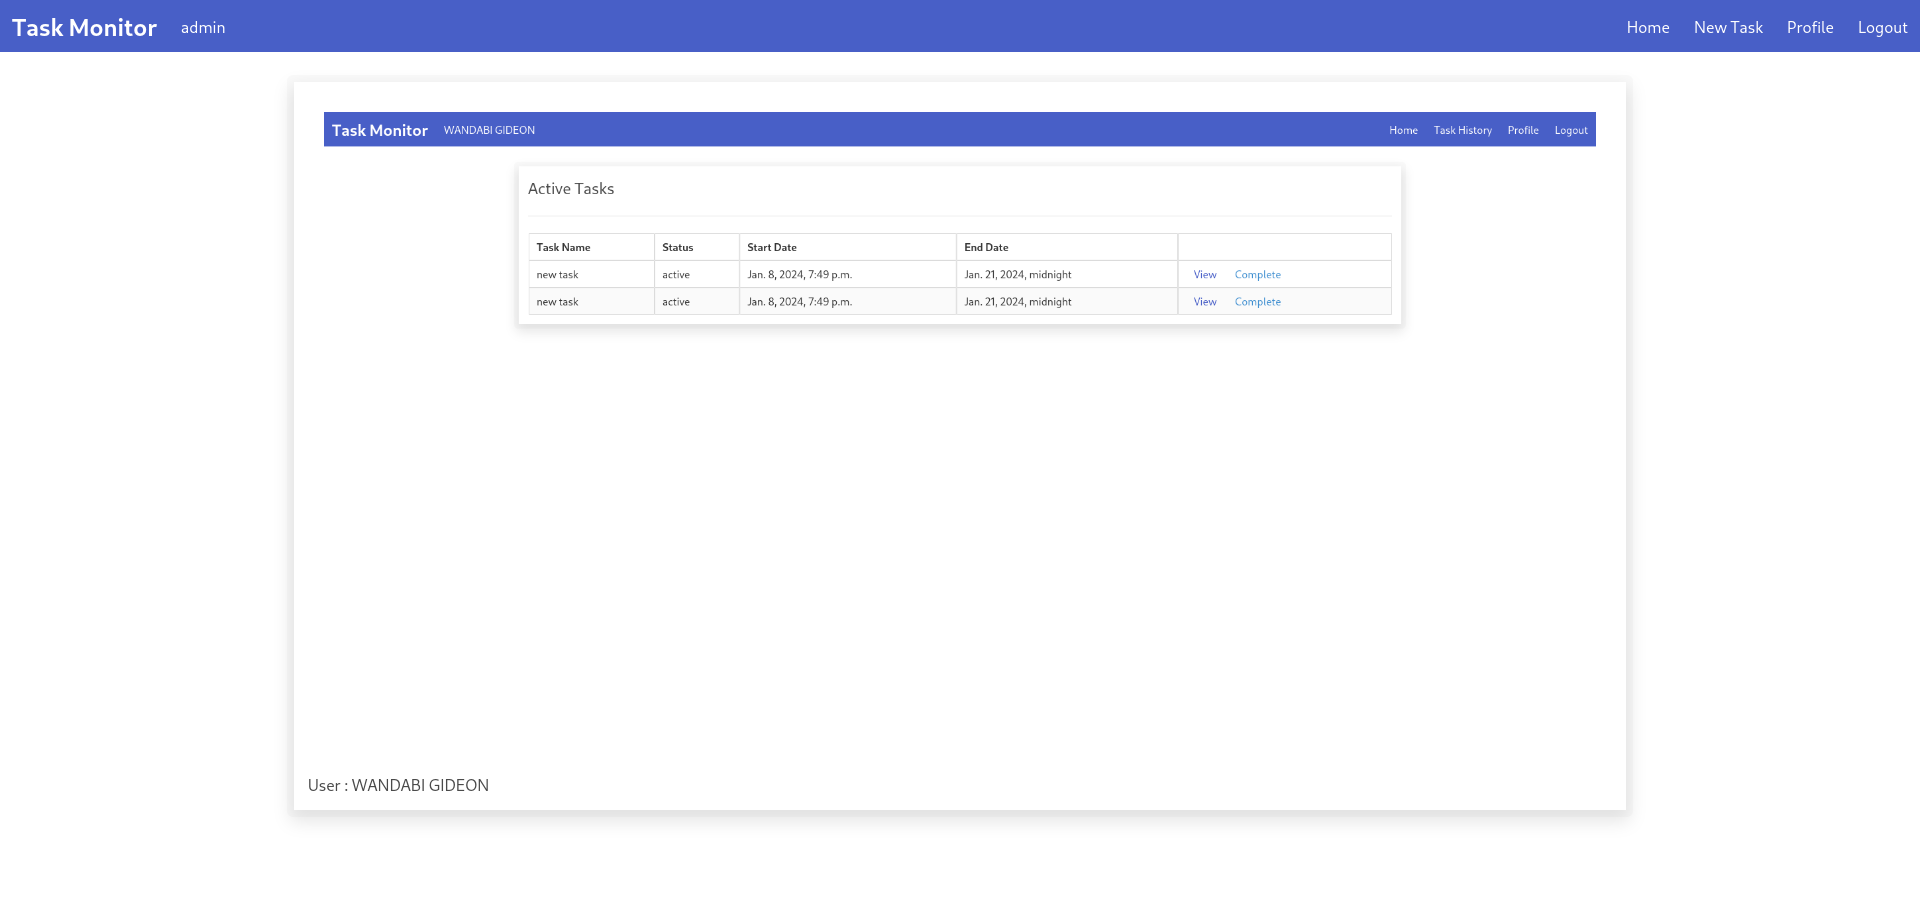 Task Monitor admin Home New Task Profile Logout
Task Monitor WANDABI GIDEON Home Task History Profile Logout
Active Tasks
Task Name Status Start Date End Date
new task active Jan. 8, 2024, 7:49 p.m. Jan. 21, 2024, midnight View Complete
new task active Jan. 8, 2024, 7:49 p.m. Jan. 21, 2024, midnight View Complete
User : WANDABI GIDEON